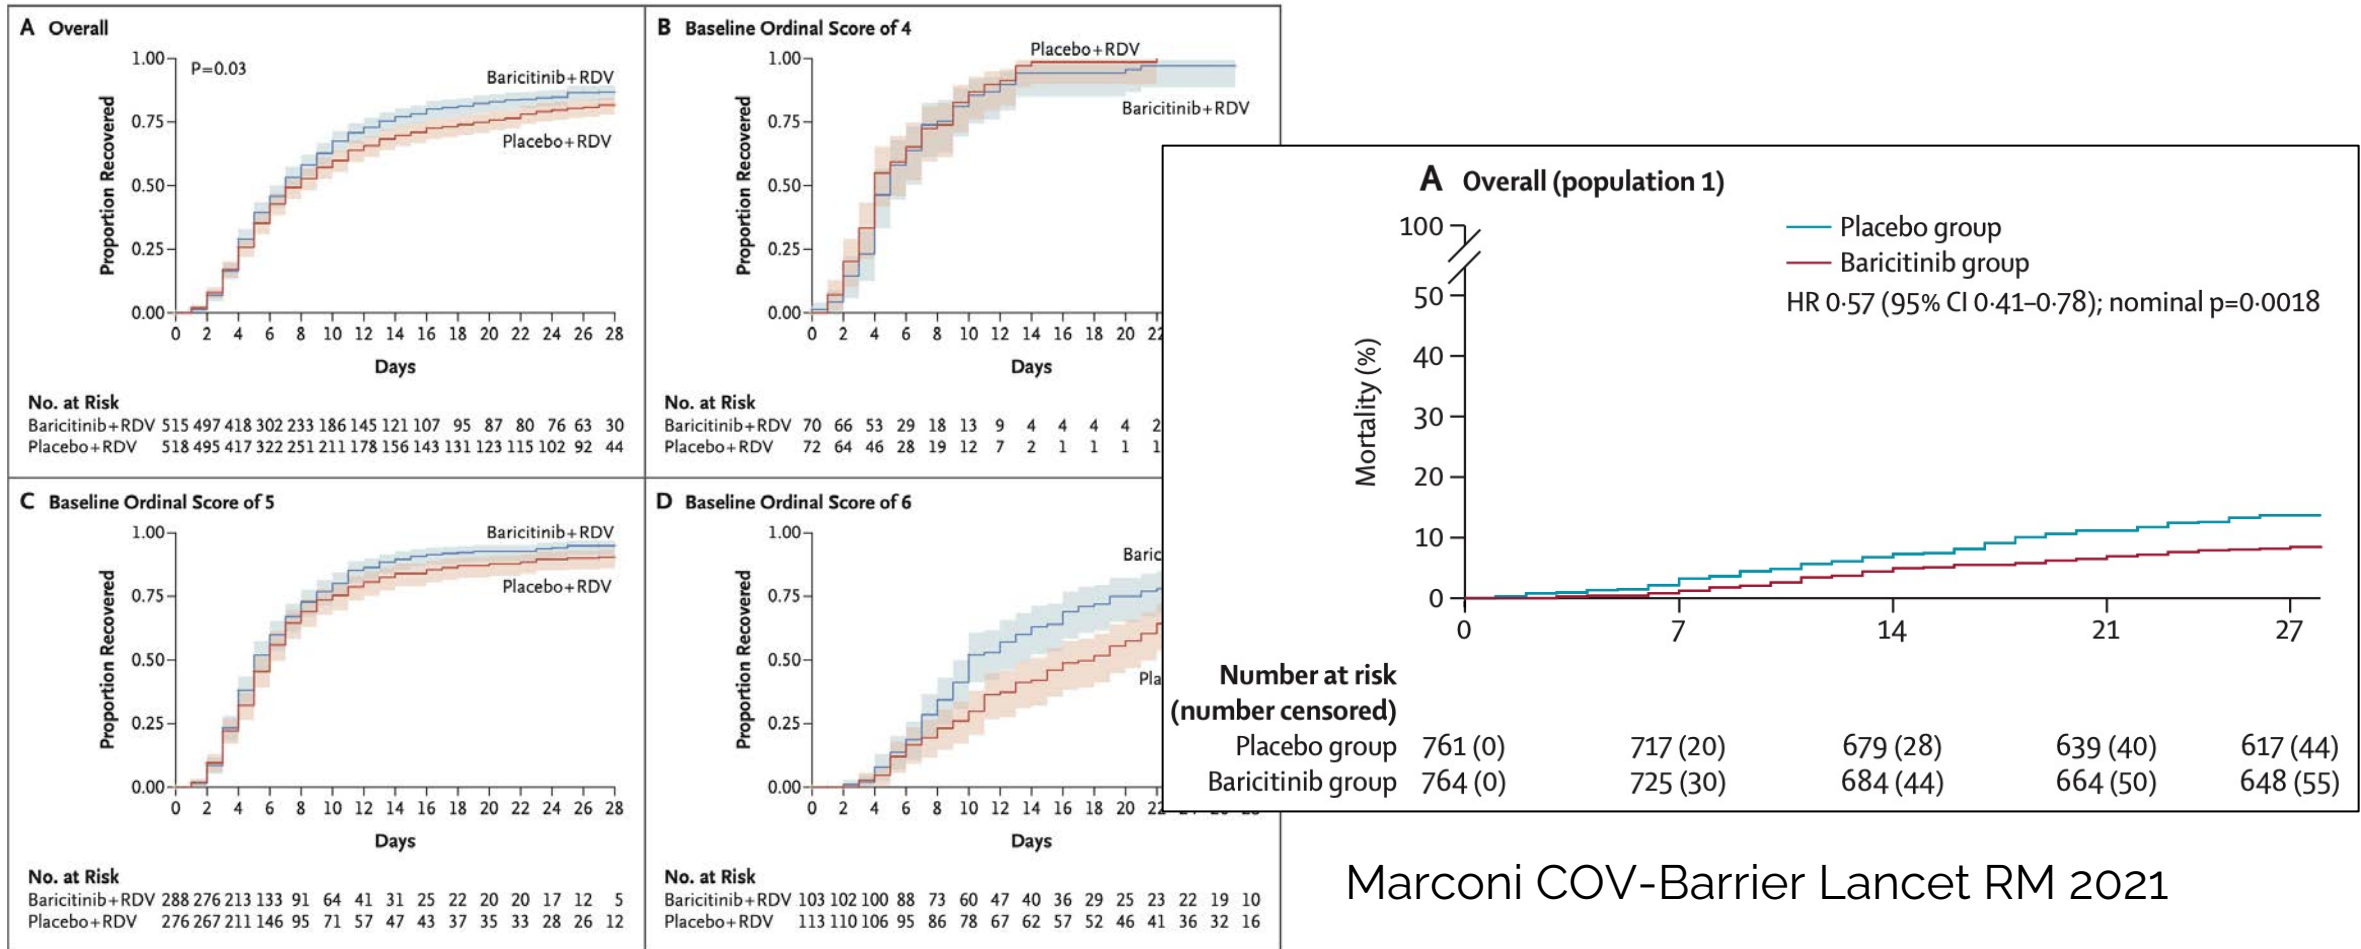 A Overall
P=0.03
Baricitinib+RDV
Placebo+RDV
Proportion Recovered
1.00
0.75
0.50
0.25
0.00
0 2 4 6 8 10 12 14 16 18 20 22 24 26 28
Days
No. at Risk
Baricitinib+RDV 515 497 418 302 233 186 145 121 107 95 87 80 76 63 30
Placebo+RDV 518 495 417 322 251 211 178 156 143 131 123 115 102 92 44
B Baseline Ordinal Score of 4
Placebo+RDV
Baricitinib+RDV
Proportion Recovered
1.00
0.75
0.50
0.25
0.00
0 2 4 6 8 10 12 14 16 18 20 22
Days
No. at Risk
Baricitinib+RDV 70 66 53 29 18 13 9 4 4 4 4 2
Placebo+RDV 72 64 46 28 19 12 7 2 1 1 1 1
C Baseline Ordinal Score of 5
Baricitinib+RDV
Placebo+RDV
Proportion Recovered
1.00
0.75
0.50
0.25
0.00
0 2 4 6 8 10 12 14 16 18 20 22 24 26 28
Days
No. at Risk
Baricitinib+RDV 288 276 213 133 91 64 41 31 25 22 20 20 17 12 5
Placebo+RDV 276 267 211 146 95 71 57 47 43 37 35 33 28 26 12
D Baseline Ordinal Score of 6
Baric
Pla
Proportion Recovered
1.00
0.75
0.50
0.25
0.00
0 2 4 6 8 10 12 14 16 18 20 22
Days
No. at Risk
Baricitinib+RDV 103 102 100 88 73 60 47 40 36 29 25 23 22 19 10
Placebo+RDV 113 110 106 95 86 78 67 62 57 52 46 41 36 32 16
A Overall (population 1)
Placebo group
Baricitinib group
HR 0·57 (95% CI 0·41–0·78); nominal p=0·0018
Mortality (%)
100
50
40
30
20
10
0
0 7 14 21 27
Number at risk
(number censored)
Placebo group 761 (0) 717 (20) 679 (28) 639 (40) 617 (44)
Baricitinib group 764 (0) 725 (30) 684 (44) 664 (50) 648 (55)
Marconi COV-Barrier Lancet RM 2021